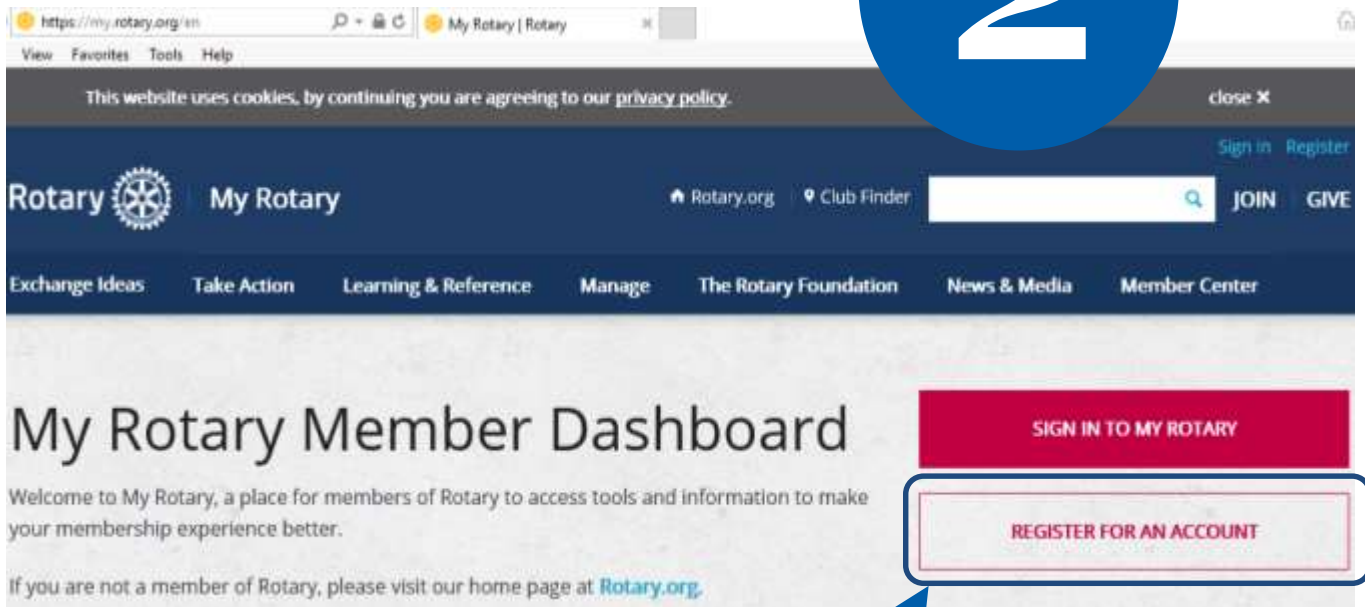 https://my.rotary.org/en My Rotary | Rotary
View Favorites Tools Help
2
This website uses cookies, by continuing you are agreeing to our privacy policy. close X
Sign in Register
Rotary My Rotary Rotary.org Club Finder JOIN GIVE
Exchange Ideas Take Action Learning & Reference Manage The Rotary Foundation News & Media Member Center
My Rotary Member Dashboard
SIGN IN TO MY ROTARY
Welcome to My Rotary, a place for members of Rotary to access tools and information to make
your membership experience better.
REGISTER FOR AN ACCOUNT
If you are not a member of Rotary, please visit our home page at Rotary.org.